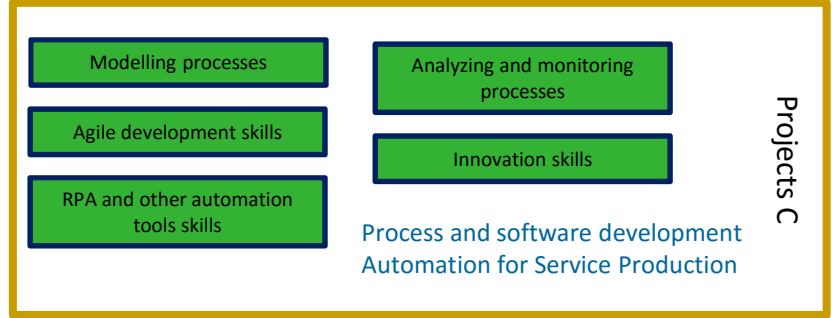 Modelling processes
Agile development skills
RPA and other automation
tools skills
Analyzing and monitoring
processes
Innovation skills
Process and software development
Automation for Service Production
Projects C